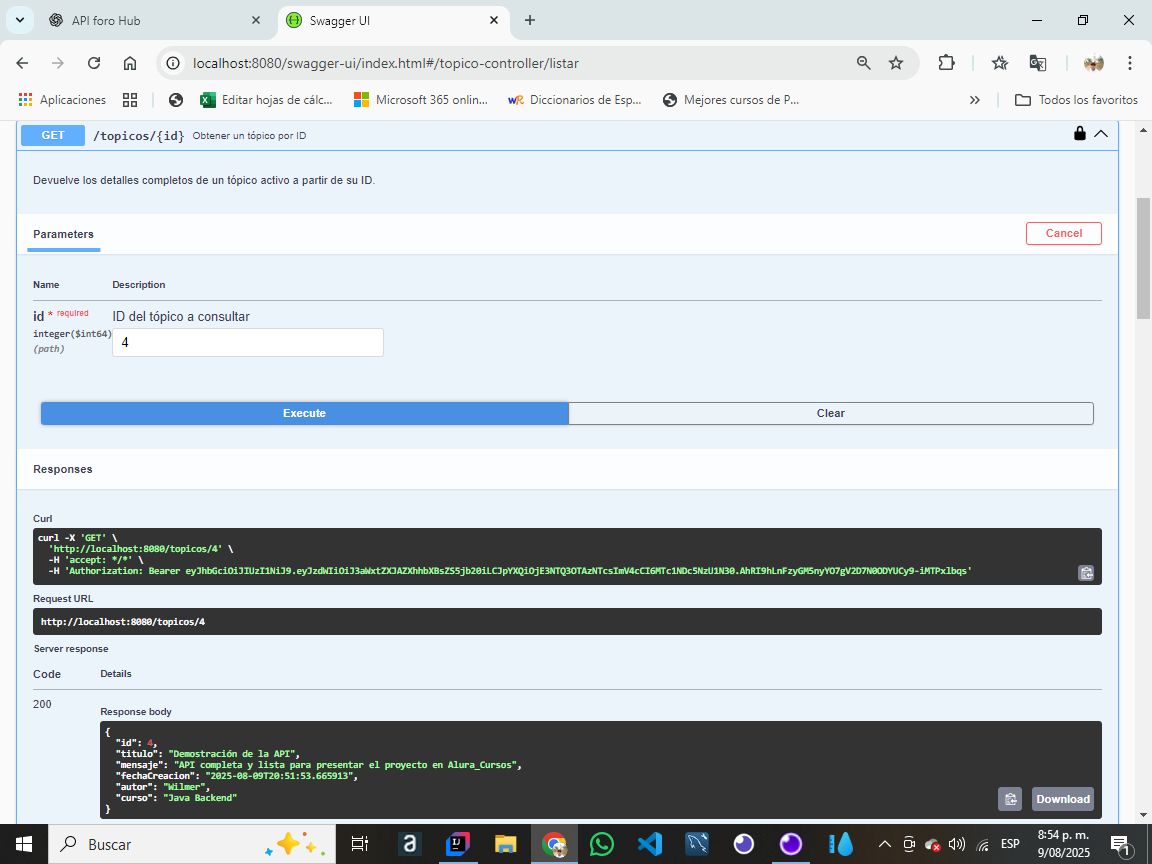 API foro Hub
Swagger UI
localhost:8080/swagger-ui/index.html#/topico-controller/listar
Aplicaciones
Editar hojas de cálc...
Microsoft 365 onlin...
Diccionarios de Esp...
Mejores cursos de P...
Todos los favoritos
GET /topicos/{id} Obtener un tópico por ID
Devuelve los detalles completos de un tópico activo a partir de su ID.
Parameters
Cancel
Name Description
id * required
integer($int64)
(path)
ID del tópico a consultar
4
Execute
Clear
Responses
Curl
curl -X 'GET' \
'http://localhost:8080/topicos/4' \
-H 'accept: */*' \
-H 'Authorization: Bearer
Request URL
http://localhost:8080/topicos/4
Server response
Code Details
200
Response body
{
"id": 4,
"titulo": "Demostración de la API",
"mensaje": "API completa y lista para presentar el proyecto en Alura_Cursos",
"fechaCreacion": "2025-08-09T20:51:53.665913",
"autor": "Wilmer",
"curso": "Java Backend"
}
Download
Buscar
ESP
8:54 p. m.
9/08/2025
1